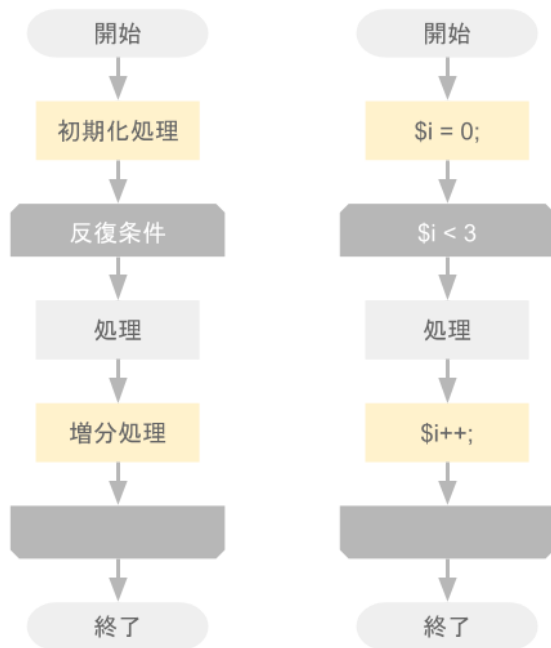 開始
初期化処理
反復条件
処理
増分処理
終了
開始
$i = 0;
$i < 3
処理
$i++;
終了